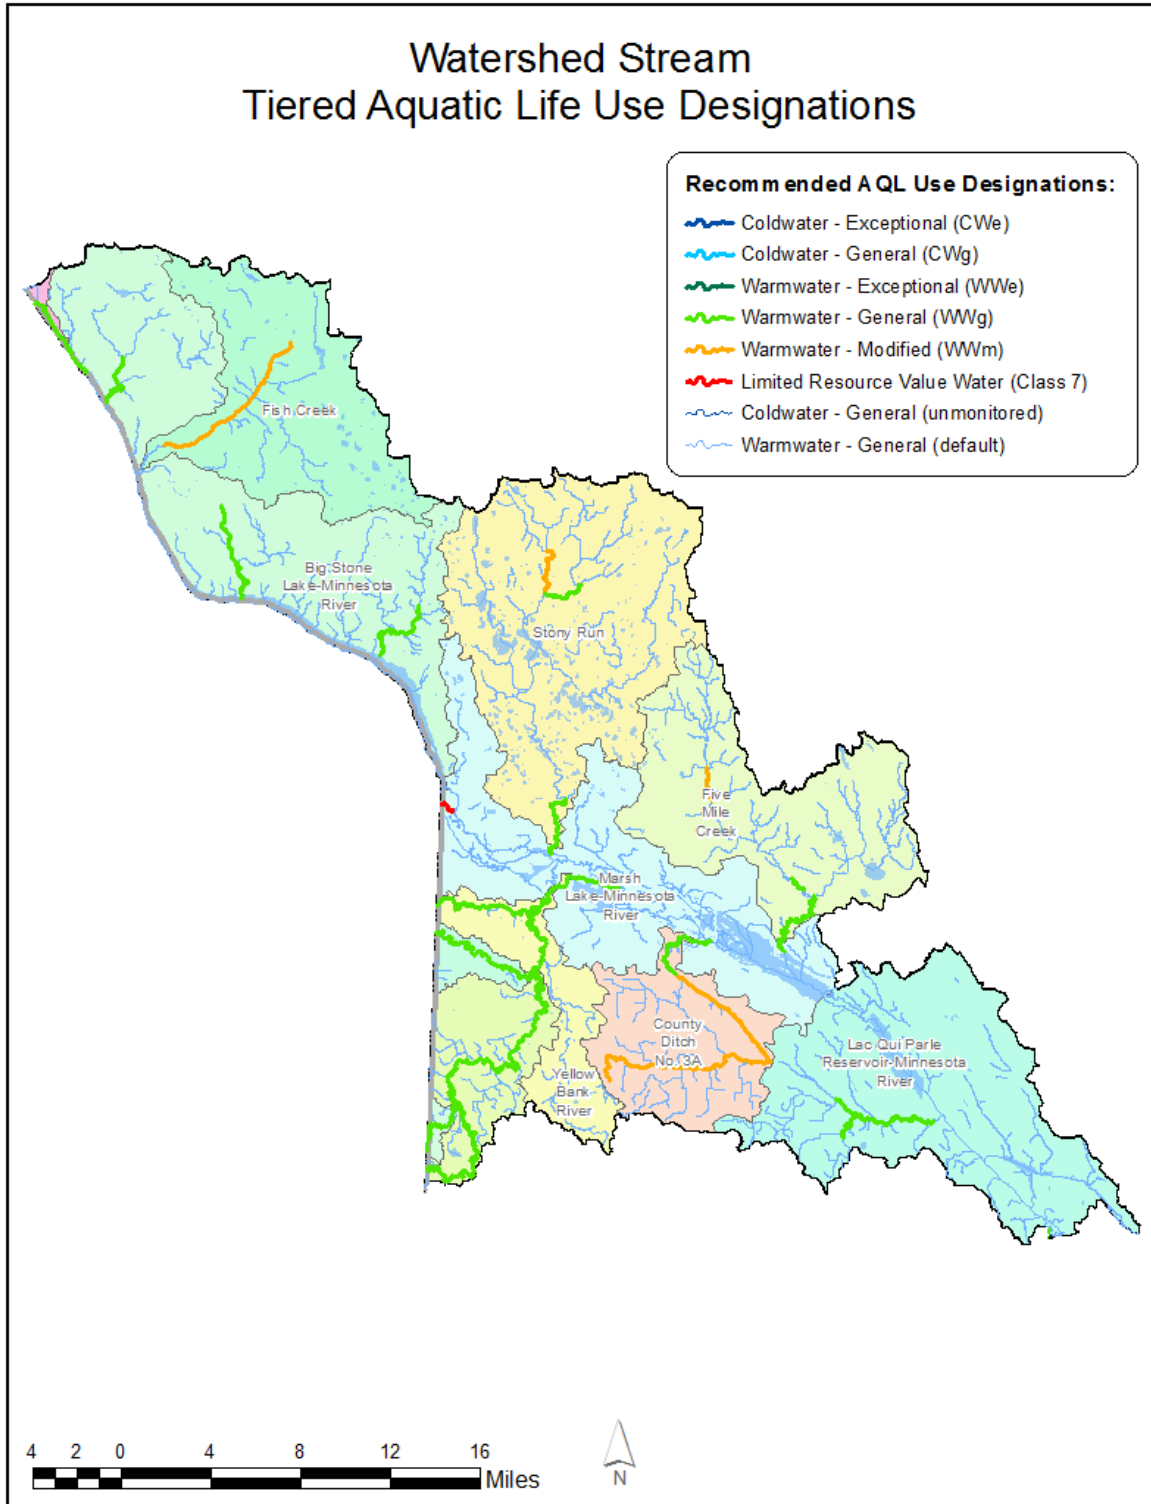 Watershed Stream
Tiered Aquatic Life Use Designations
Recommended AQL Use Designations:
Coldwater - Exceptional (CWe)
Coldwater - General (CWg)
Warmwater - Exceptional (WWe)
Warmwater - General (WWg)
Warmwater - Modified (WWm)
Limited Resource Value Water (Class 7)
Coldwater - General (unmonitored)
Warmwater - General (default)
Fish Creek
Big Stone
Lake-Minnesota
River
Stony Run
Five
Mile
Creek
Marsh
Lake-Minnesota
River
County
Ditch
No. 3A
Lac Qui Parle
Reservoir-Minnesota
River
Yellow
Bank
River
4 2 0 4 8 12 16
Miles
N